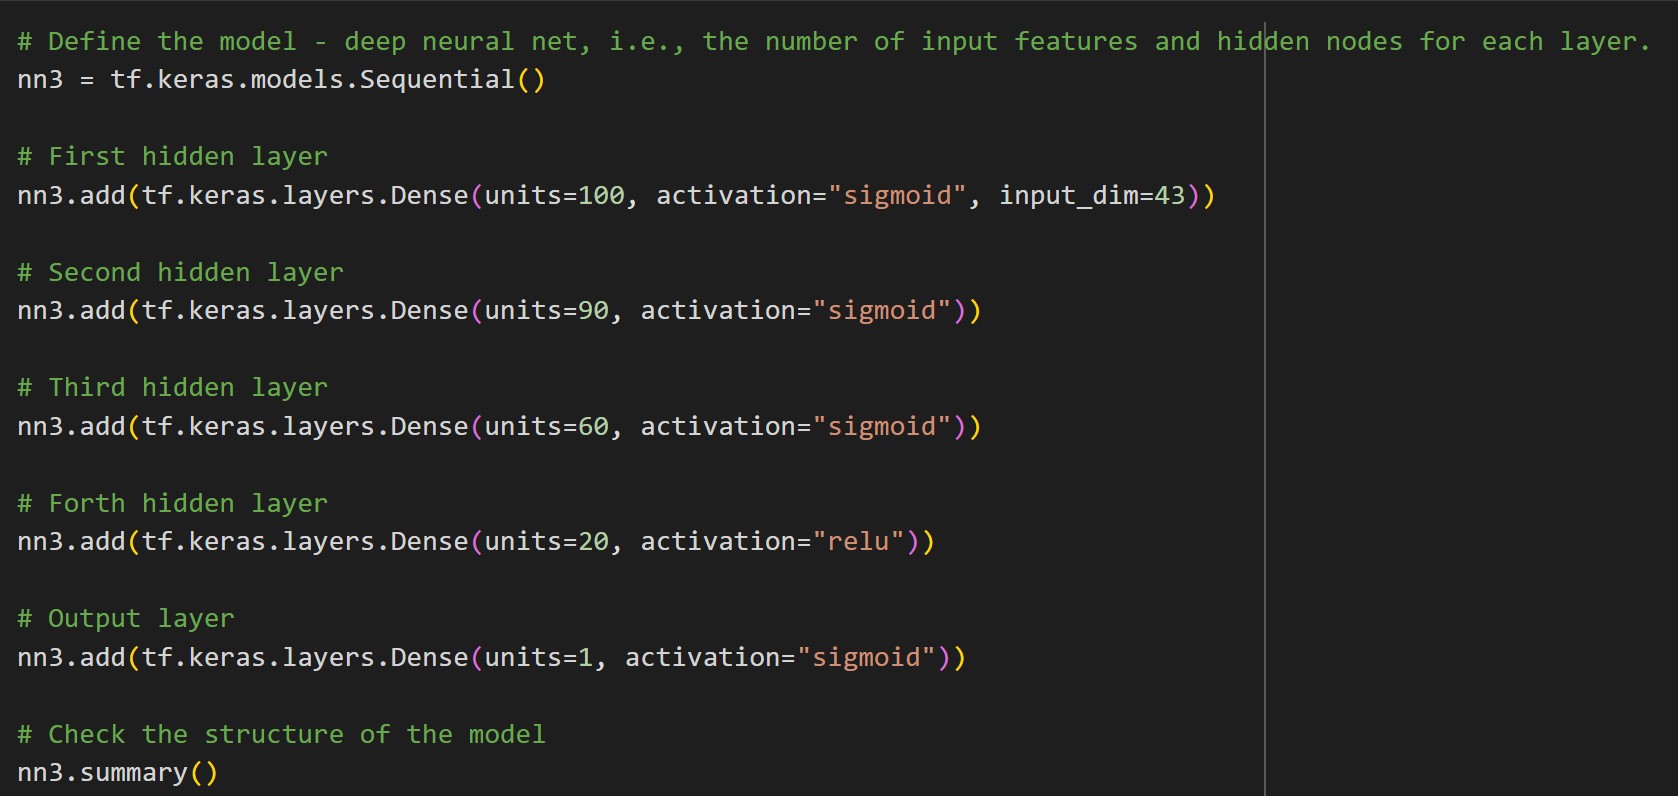 # Define the model - deep neural net, i.e., the number of input features and hidden nodes for each layer.
nn3 = tf.keras.models.Sequential()
# First hidden layer
nn3.add(tf.keras.layers.Dense(units=100, activation="sigmoid", input_dim=43))
# Second hidden layer
nn3.add(tf.keras.layers.Dense(units=90, activation="sigmoid"))
# Third hidden layer
nn3.add(tf.keras.layers.Dense(units=60, activation="sigmoid"))
# Forth hidden layer
nn3.add(tf.keras.layers.Dense(units=20, activation="relu"))
# Output layer
nn3.add(tf.keras.layers.Dense(units=1, activation="sigmoid"))
# Check the structure of the model
nn3.summary()